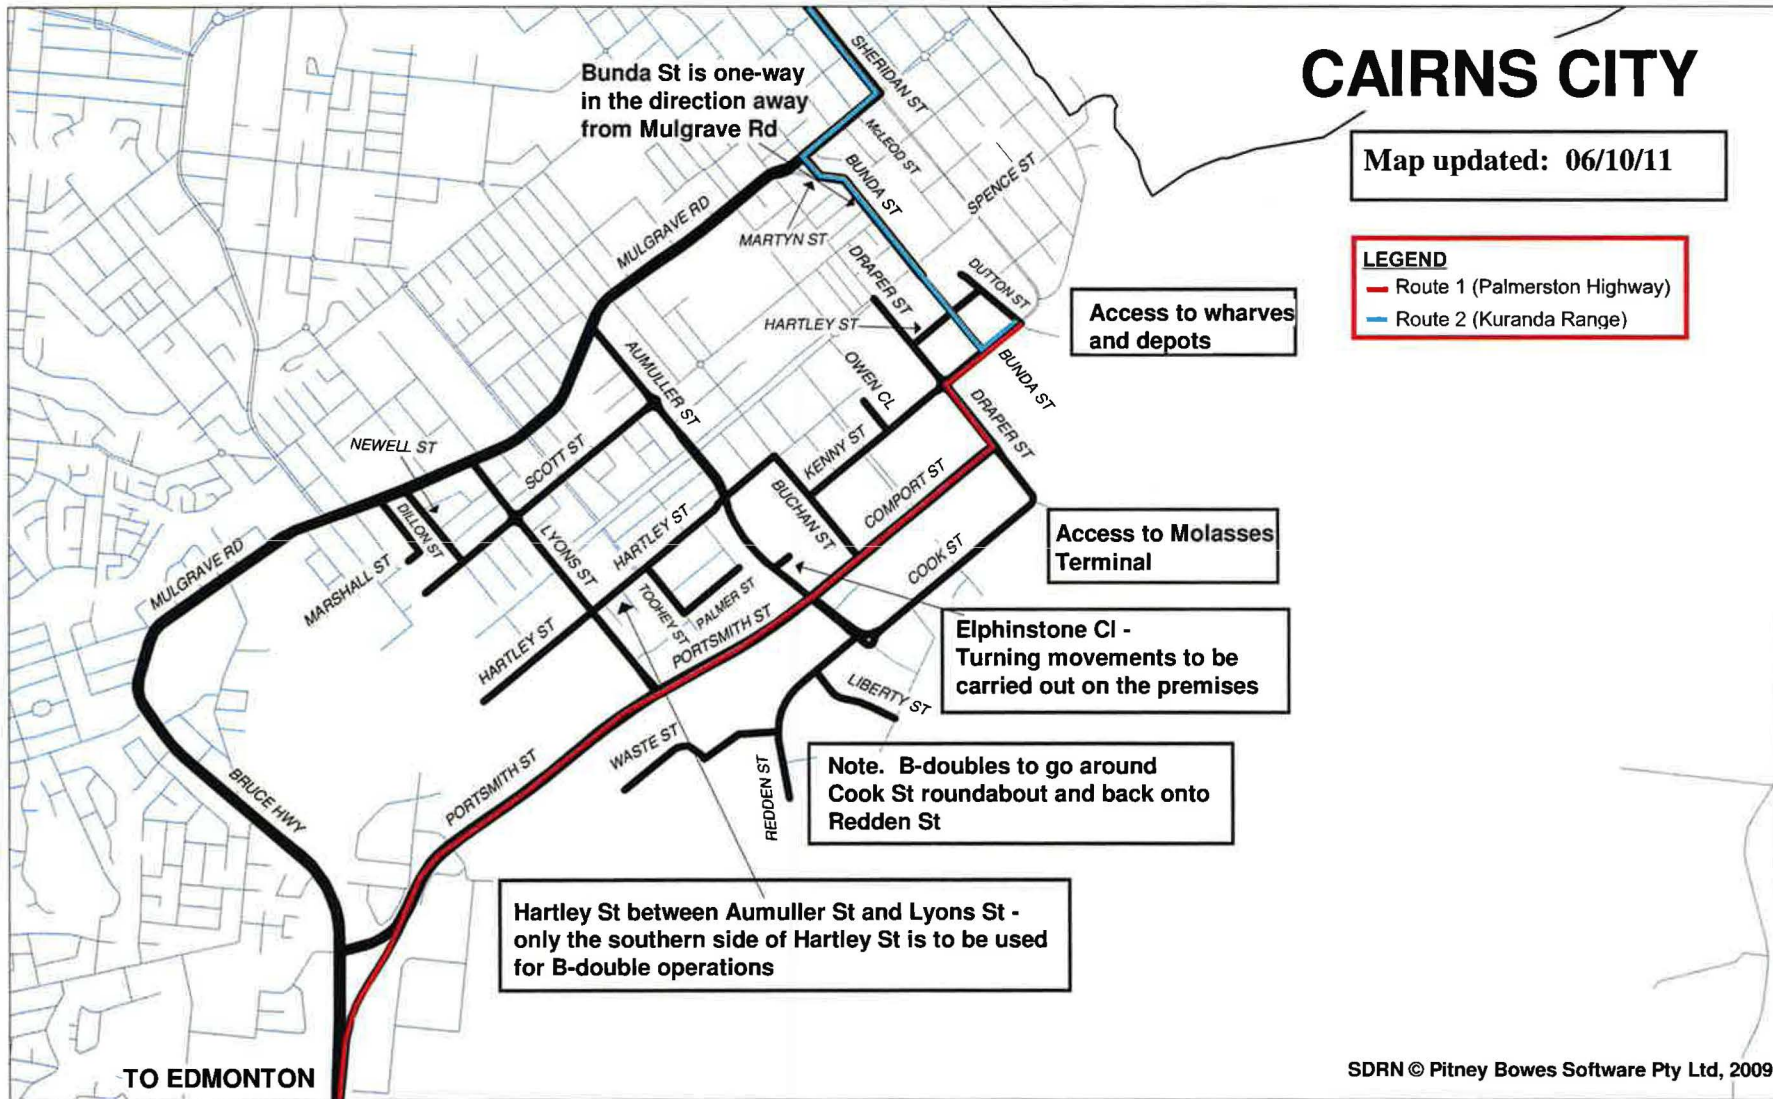 CAIRNS CITY
Map updated: 06/10/11
LEGEND
Route 1 (Palmerston Highway)
Route 2 (Kuranda Range)
Bunda St is one-way
in the direction away
from Mulgrave Rd
SHERIDAN ST
McLEOD ST
BUNDA ST
SPENCE ST
MULGRAVE RD
MARTYN ST
DRAPER ST
DUTTON ST
HARTLEY ST
Access to wharves
and depots
AUMULLER ST
OWEN CL
BUNDA ST
DRAPER ST
NEWELL ST
SCOTT ST
KENNY ST
BUCHAN ST
COMPORT ST
DILLON ST
LYONS ST
HARTLEY ST
COOK ST
Access to Molasses
Terminal
MULGRAVE RD
MARSHALL ST
TOOHEY ST
PALMER ST
PORTSMITH ST
HARTLEY ST
Elphinstone Cl -
Turning movements to be
carried out on the premises
LIBERTY ST
WASTE ST
REDDEN ST
BRUCE HWY
PORTSMITH ST
Note. B-doubles to go around
Cook St roundabout and back onto
Redden St
Hartley St between Aumuller St and Lyons St -
only the southern side of Hartley St is to be used
for B-double operations
TO EDMONTON
SDRN © Pitney Bowes Software Pty Ltd, 2009